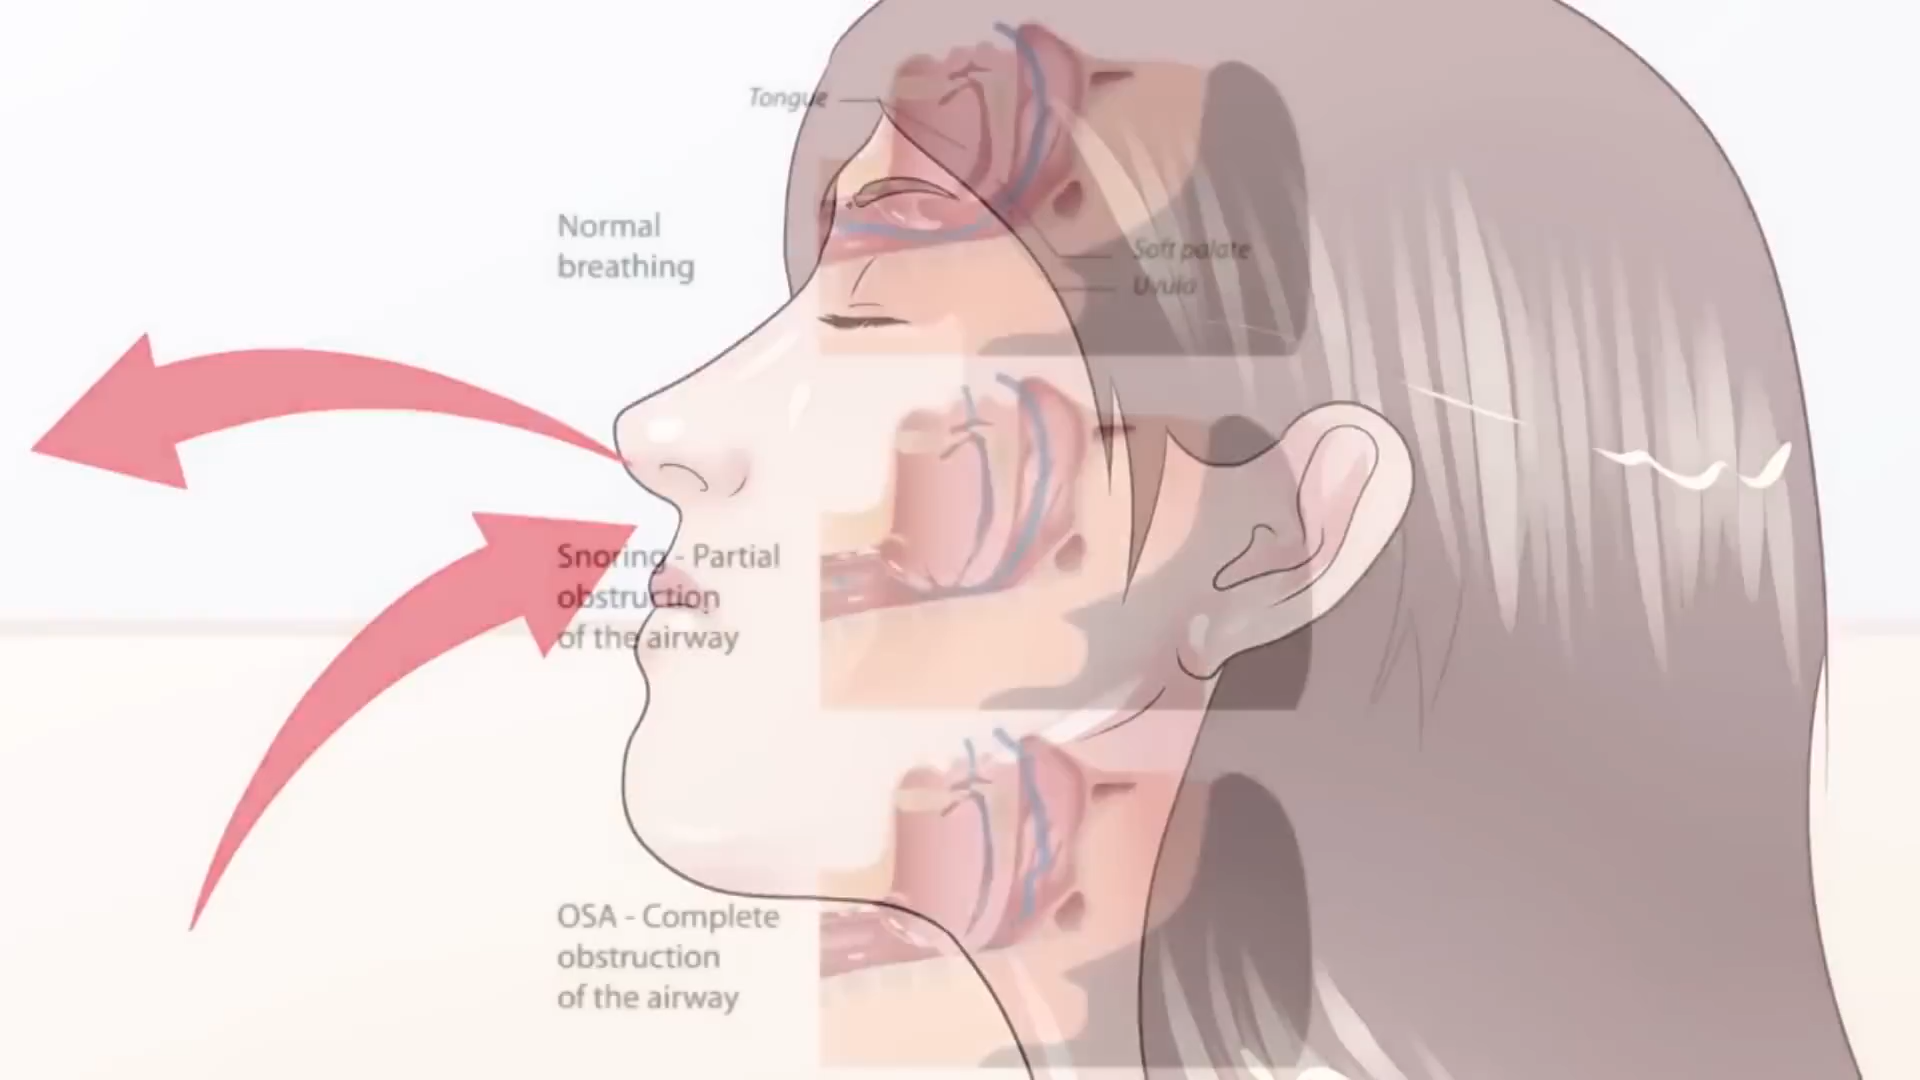 Tongue
Normal
breathing
Soft palate
Uvula
Snoring - Partial
obstruction
of the airway
OSA - Complete
obstruction
of the airway